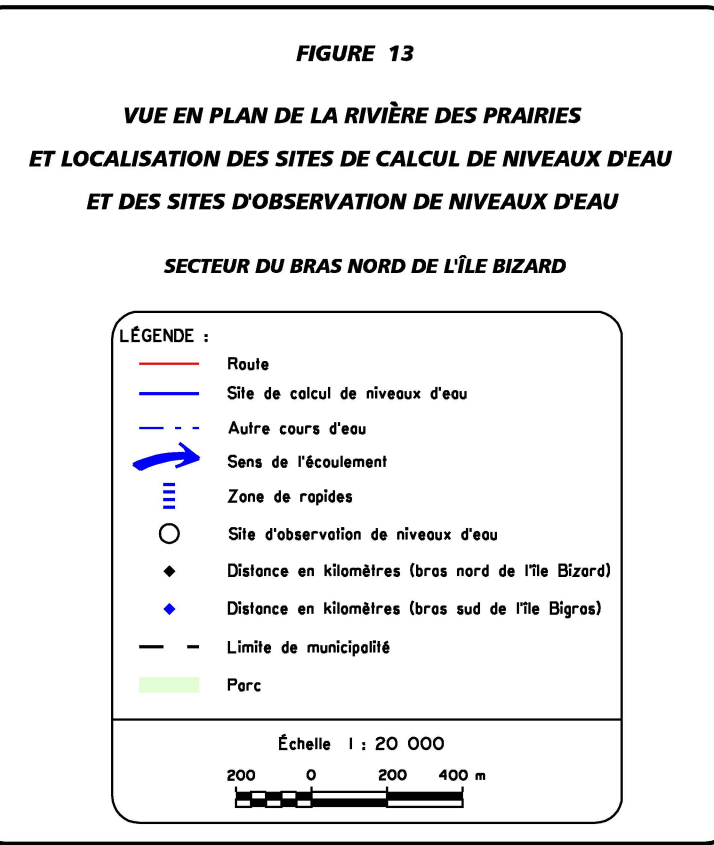 FIGURE 13
VUE EN PLAN DE LA RIVIÈRE DES PRAIRIES
ET LOCALISATION DES SITES DE CALCUL DE NIVEAUX D'EAU
ET DES SITES D'OBSERVATION DE NIVEAUX D'EAU
SECTEUR DU BRAS NORD DE L'ÎLE BIZARD
LÉGENDE :
Route
Site de calcul de niveaux d'eau
Autre cours d'eau
Sens de l'écoulement
Zone de rapides
Site d'observation de niveaux d'eau
Distance en kilomètres (bras nord de l'île Bizard)
Distance en kilomètres (bras sud de l'île Bigras)
Limite de municipalité
Parc
Échelle 1 : 20 000
200 0 200 400 m